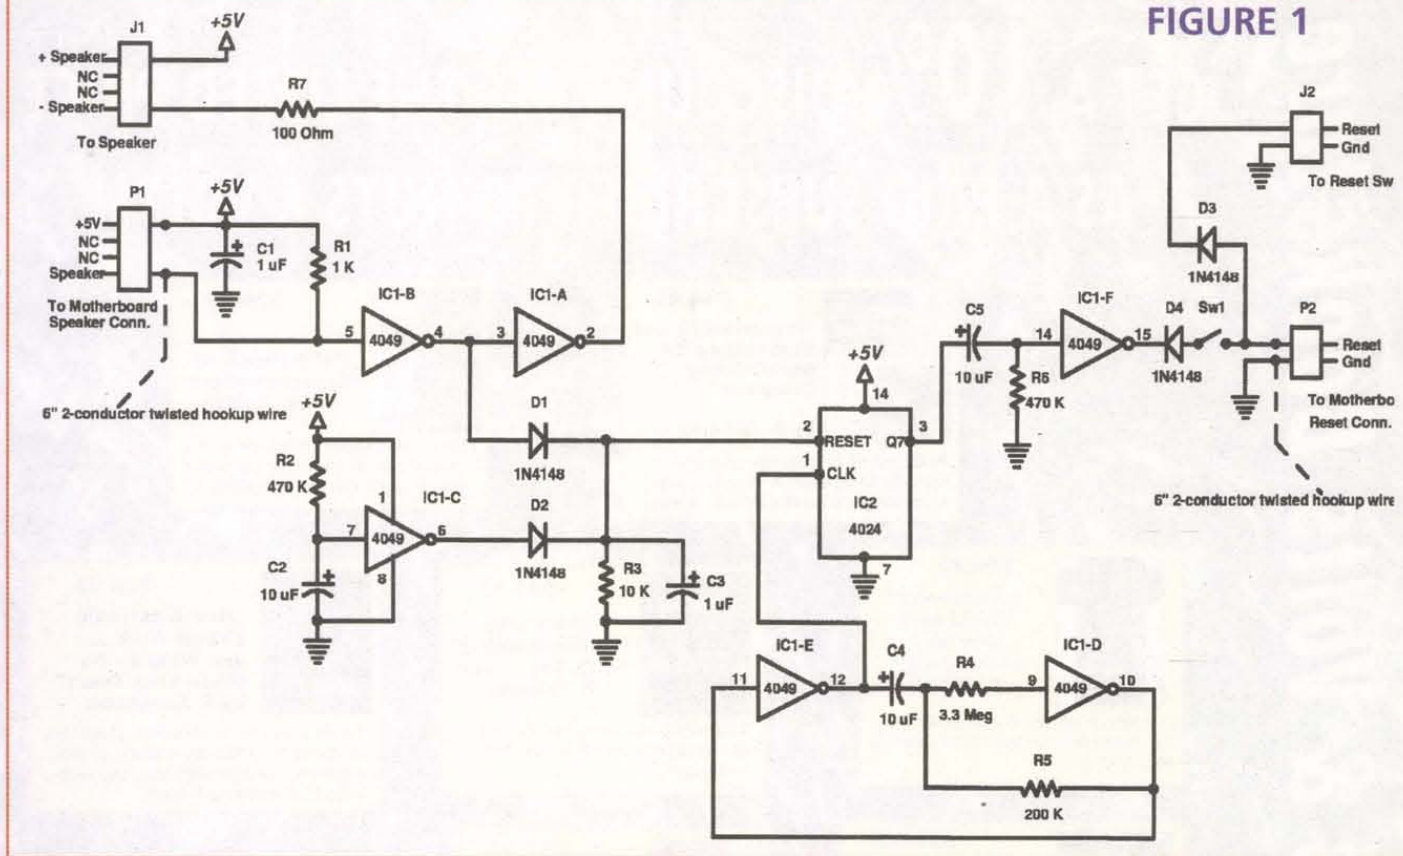 FIGURE 1
J1
+5V
+ Speaker
NC
NC
- Speaker
To Speaker
R7
100 Ohm
P1
+5V
+5V
NC
NC
Speaker
To Motherboard
Speaker Conn.
C1
1 uF
R1
1 K
6" 2-conductor twisted hookup wire
IC1-B
5
4049
4
IC1-A
3
4049
2
J2
Reset
Gnd
To Reset Sw
D3
1N4148
IC1-F
14
4049
15
D4
1N4148
Sw1
P2
Reset
Gnd
To Motherbo
Reset Conn.
6" 2-conductor twisted hookup wire
C5
10 uF
R6
470 K
+5V
14
2
RESET
Q7
3
1
CLK
IC2
4024
7
D1
1N4148
+5V
R2
470 K
1
IC1-C
7
4049
6
8
C2
10 uF
D2
1N4148
R3
10 K
C3
1 uF
IC1-E
11
4049
12
C4
10 uF
R4
3.3 Meg
IC1-D
9
4049
10
R5
200 K